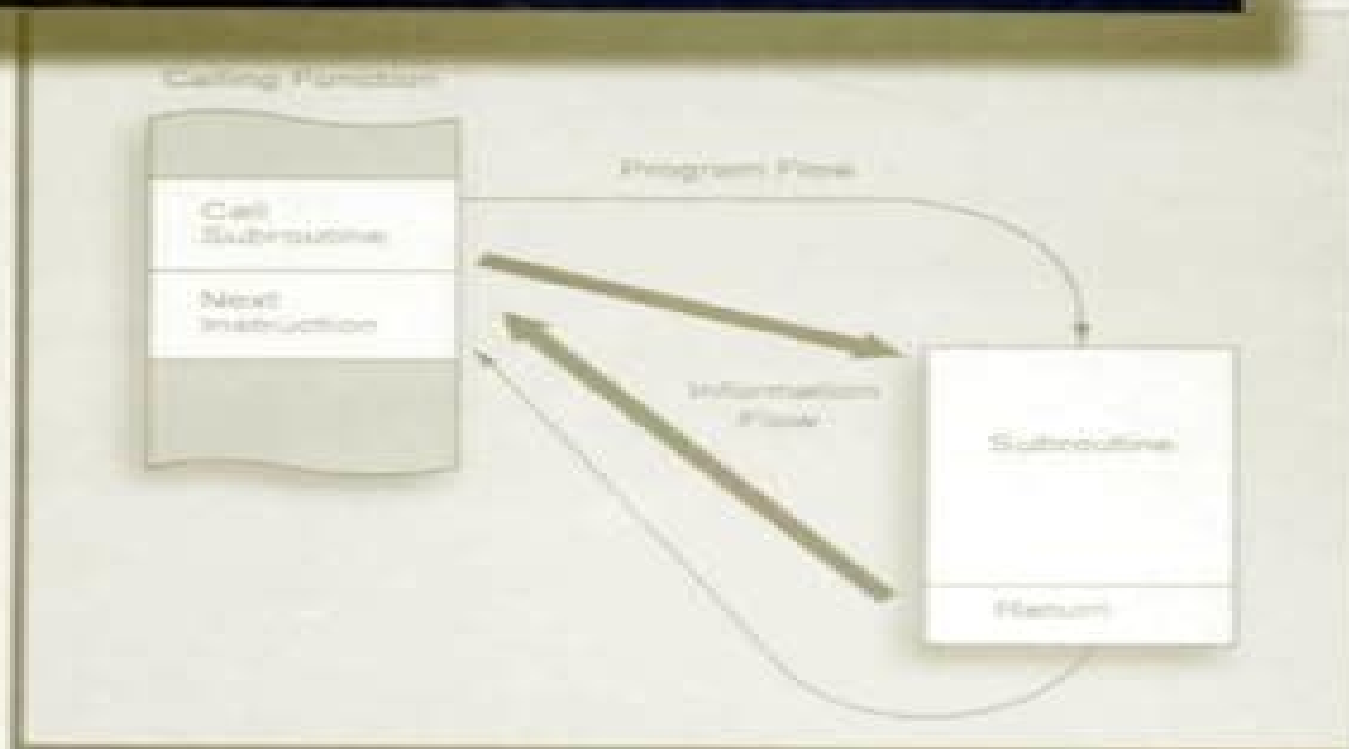 Calling Function
Program Flow
Call
Subroutine
Next
Instruction
Information
Flow
Subroutine
Return